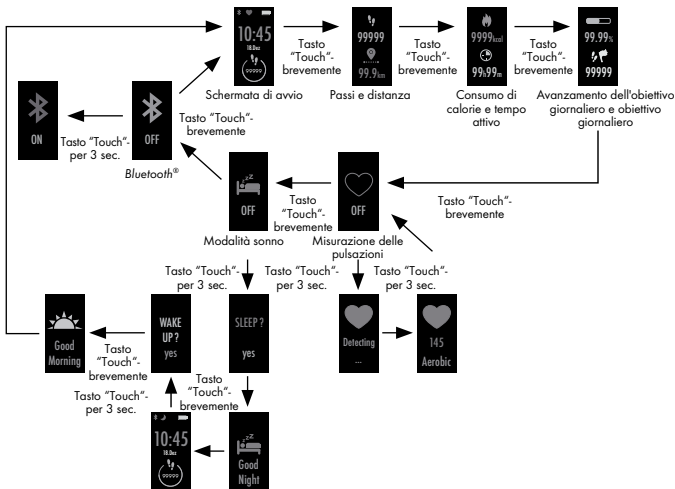 10:45
18.Dez
99999
Schermata di avvio
Tasto
"Touch"-
brevemente
99999
99.9km
Passi e distanza
Tasto
"Touch"-
brevemente
9999kcal
99h99m
Consumo di
calorie e tempo
attivo
Tasto
"Touch"-
brevemente
99.99%
99999
Avanzamento dell'obiettivo
giornaliero e obiettivo
giornaliero
ON
Tasto "Touch"-
per 3 sec.
OFF
Bluetooth®
Tasto "Touch"-
brevemente
OFF
Modalità sonno
Tasto
"Touch"-
brevemente
OFF
Misurazione delle
pulsazioni
Tasto "Touch"-
brevemente
Tasto "Touch"-
per 3 sec.
Tasto "Touch"-
per 3 sec.
Tasto "Touch"-
per 3 sec.
Good
Morning
Tasto
"Touch"-
brevemente
WAKE
UP?
yes
SLEEP?
yes
Detecting
...
145
Aerobic
Tasto "Touch"-
per 3 sec.
Tasto
"Touch"-
brevemente
10:45
18.Dez
99999
Good
Night